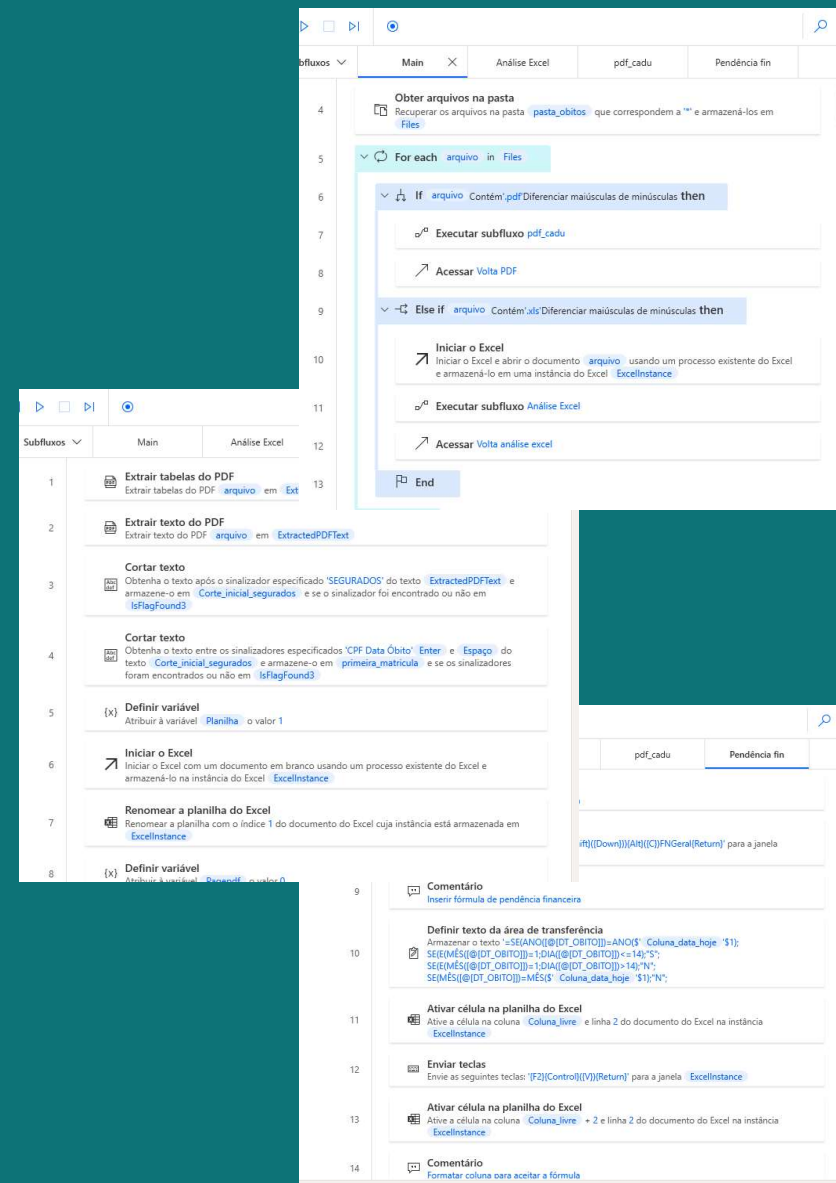 bfluxos
Main
Análise Excel
pdf_cadu
Pendência fin
4
Obter arquivos na pasta
Recuperar os arquivos na pasta pasta_obitos que correspondem a '*' e armazená-los em
Files
5
For each arquivo in Files
6
If arquivo Contém'.pdf'Diferenciar maiúsculas de minúsculas then
7
Executar subfluxo pdf_cadu
8
Acessar Volta PDF
9
Else if arquivo Contém'.xls'Diferenciar maiúsculas de minúsculas then
10
Iniciar o Excel
Iniciar o Excel e abrir o documento arquivo usando um processo existente do Excel
e armazená-lo em uma instância do Excel ExcelInstance
11
Executar subfluxo Análise Excel
12
Acessar Volta análise excel
13
End
Subfluxos
Main
Análise Excel
1
Extrair tabelas do PDF
Extrair tabelas do PDF arquivo em Ext
2
Extrair texto do PDF
Extrair texto do PDF arquivo em ExtractedPDFText
3
Cortar texto
Obtenha o texto após o sinalizador especificado 'SEGURADOS' do texto ExtractedPDFText e
armazene-o em Corte_inicial_segurados e se o sinalizador foi encontrado ou não em
IsFlagFound3
4
Cortar texto
Obtenha o texto entre os sinalizadores especificados 'CPF Data Óbito' Enter e Espaço do
texto Corte_inicial_segurados e armazene-o em primeira_matricula e se os sinalizadores
foram encontrados ou não em IsFlagFound3
5
{x} Definir variável
Atribuir à variável Planilha o valor 1
6
Iniciar o Excel
Iniciar o Excel com um documento em branco usando um processo existente do Excel e
armazená-lo na instância do Excel ExcelInstance
7
Renomear a planilha do Excel
Renomear a planilha com o índice 1 do documento do Excel cuja instância está armazenada em
ExcelInstance
8
{x} Definir variável
Atribuir à variável Pagepdf o valor 0
pdf_cadu
Pendência fin
ift}({Down})){Alt}({C})FNGeral{Return}' para a janela
9
Comentário
Inserir fórmula de pendência financeira
10
Definir texto da área de transferência
Armazenar o texto '=SE(ANO([@[DT_OBITO]])=ANO($' Coluna_data_hoje '$1);
SE(E(MÊS([@[DT_OBITO]])=1;DIA([@[DT_OBITO]])<=14);"S";
SE(E(MÊS([@[DT_OBITO]])=1;DIA([@[DT_OBITO]])>14);"N";
SE(MÊS([@[DT_OBITO]])=MÊS($' Coluna_data_hoje '$1);"N";
11
Ativar célula na planilha do Excel
Ative a célula na coluna Coluna_livre e linha 2 do documento do Excel na instância
ExcelInstance
12
Enviar teclas
Envie as seguintes teclas: '{F2}{Control}({V}){Return}' para a janela ExcelInstance
13
Ativar célula na planilha do Excel
Ative a célula na coluna Coluna_livre + 2 e linha 2 do documento do Excel na instância
ExcelInstance
14
Comentário
Formatar coluna para aceitar a fórmula